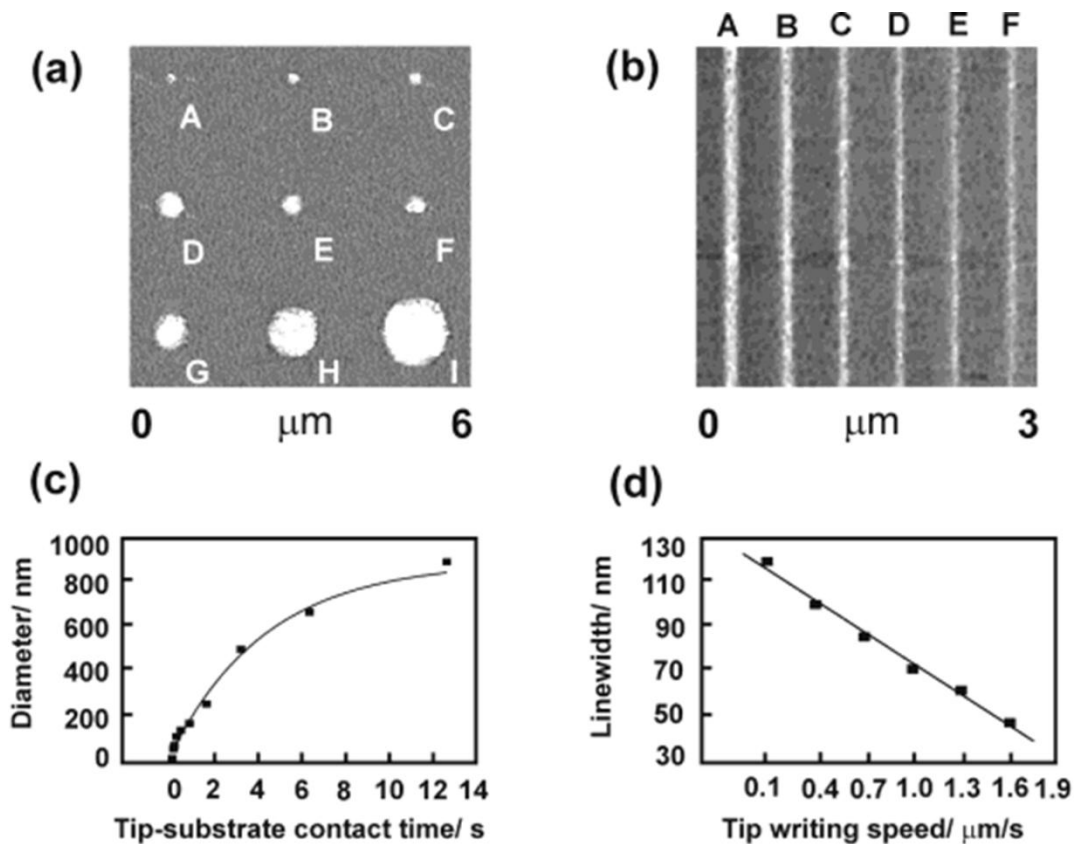 (a)
A
B
C
D
E
F
G
H
I
0 μm 6
(b)
A B C D E F
0 μm 3
(c)
Diameter/ nm
1000
800
600
400
200
0
0 2 4 6 8 10 12 14
Tip-substrate contact time/ s
(d)
Linewidth/ nm
130
110
90
70
50
30
0.1 0.4 0.7 1.0 1.3 1.6 1.9
Tip writing speed/ μm/s